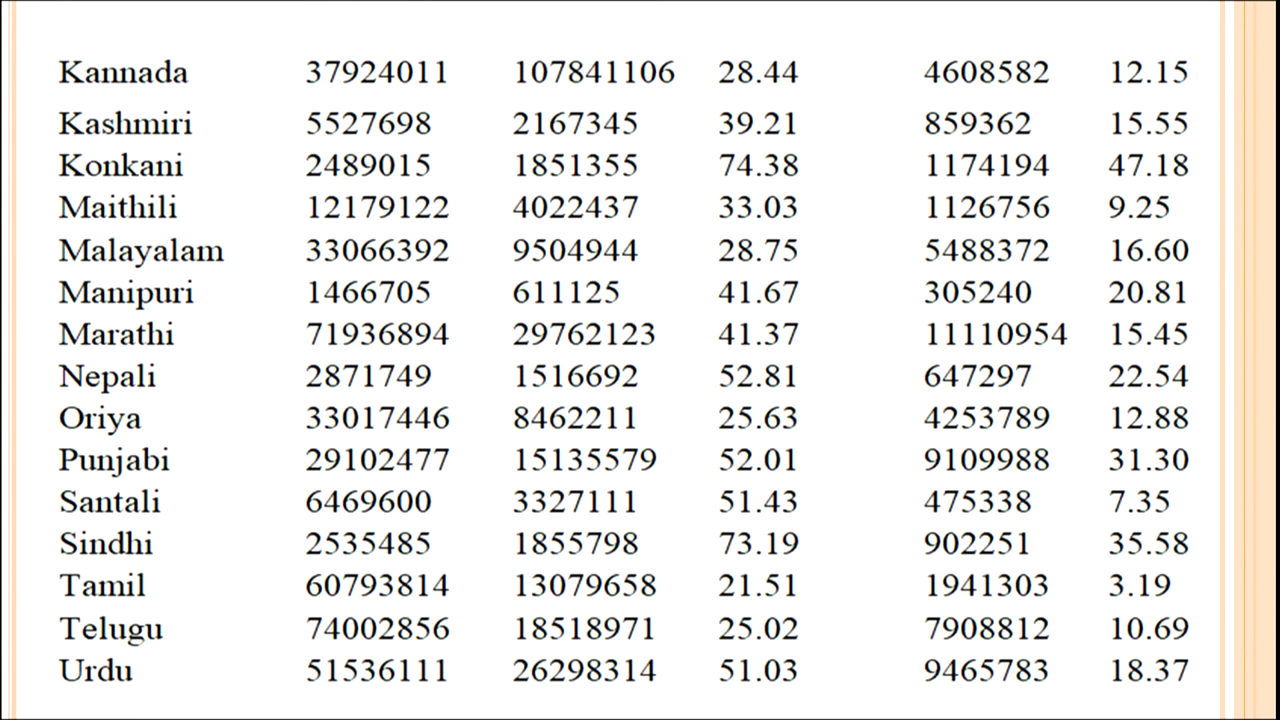 Kannada 37924011 107841106 28.44 4608582 12.15
Kashmiri 5527698 2167345 39.21 859362 15.55
Konkani 2489015 1851355 74.38 1174194 47.18
Maithili 12179122 4022437 33.03 1126756 9.25
Malayalam 33066392 9504944 28.75 5488372 16.60
Manipuri 1466705 611125 41.67 305240 20.81
Marathi 71936894 29762123 41.37 11110954 15.45
Nepali 2871749 1516692 52.81 647297 22.54
Oriya 33017446 8462211 25.63 4253789 12.88
Punjabi 29102477 15135579 52.01 9109988 31.30
Santali 6469600 3327111 51.43 475338 7.35
Sindhi 2535485 1855798 73.19 902251 35.58
Tamil 60793814 13079658 21.51 1941303 3.19
Telugu 74002856 18518971 25.02 7908812 10.69
Urdu 51536111 26298314 51.03 9465783 18.37